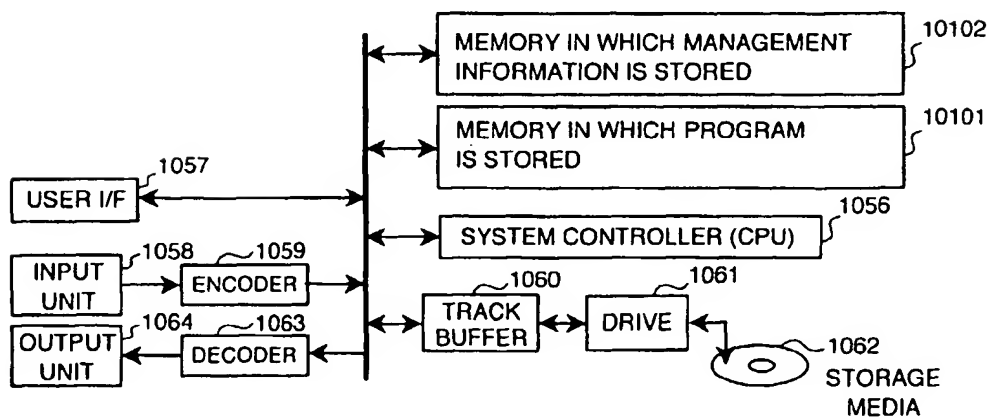 MEMORY IN WHICH MANAGEMENT
INFORMATION IS STORED
10102
MEMORY IN WHICH PROGRAM
IS STORED
10101
1057
USER I/F
1056
SYSTEM CONTROLLER (CPU)
1058
INPUT
UNIT
1059
ENCODER
1060
TRACK
BUFFER
1061
DRIVE
1064
OUTPUT
UNIT
1063
DECODER
1062
STORAGE
MEDIA